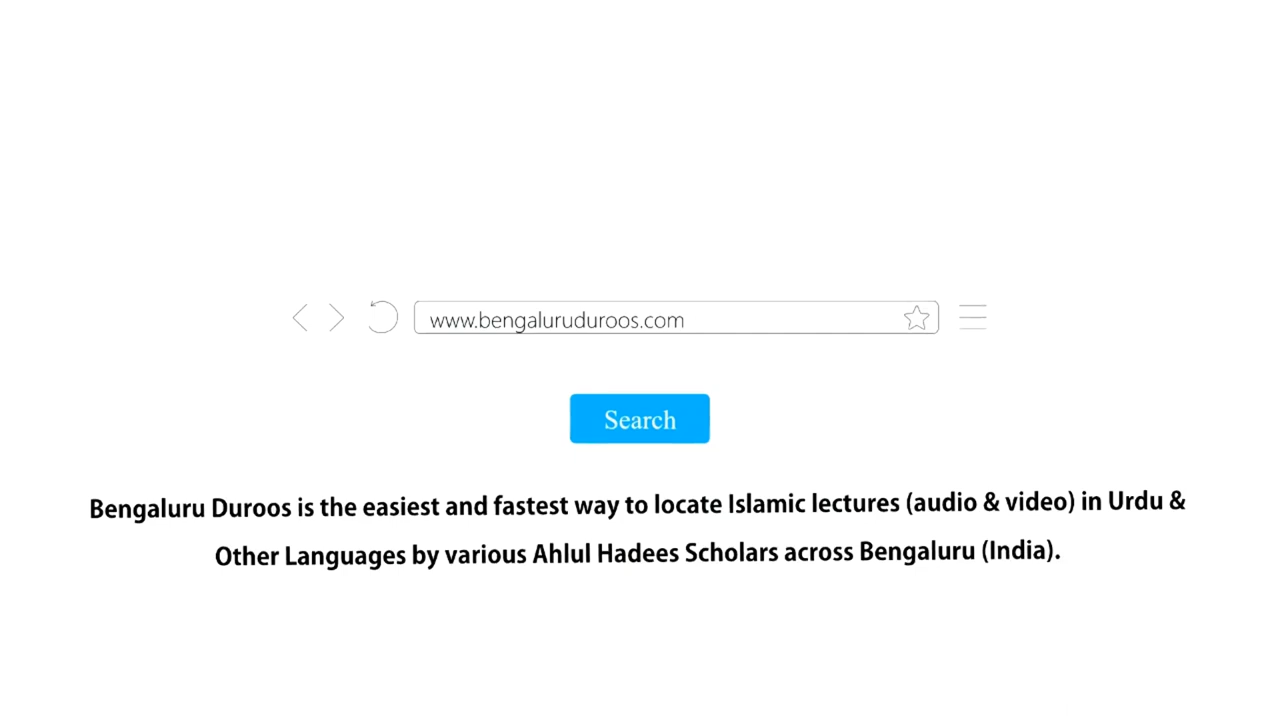 www.bengaluruduroos.com
Search
Bengaluru Duroos is the easiest and fastest way to locate Islamic lectures (audio & video) in Urdu &
Other Languages by various Ahlul Hadees Scholars across Bengaluru (India).